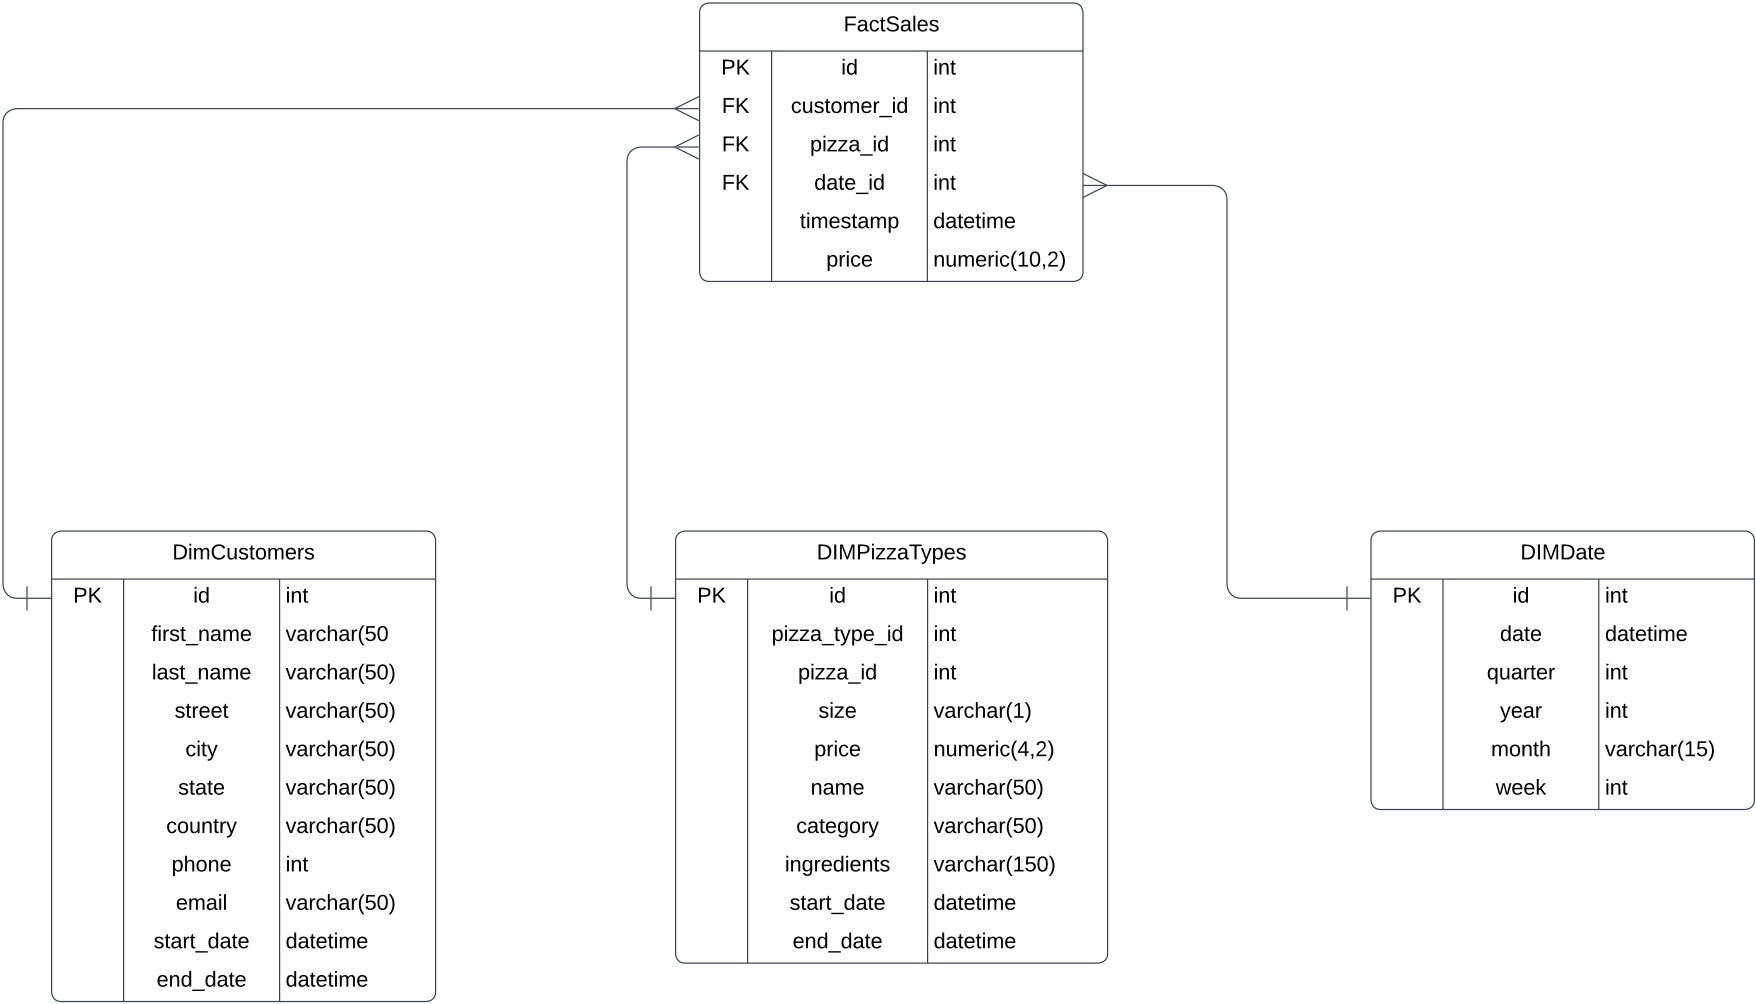 FactSales
PK id int
FK customer_id int
FK pizza_id int
FK date_id int
timestamp datetime
price numeric(10,2)
DimCustomers
PK id int
first_name varchar(50
last_name varchar(50)
street varchar(50)
city varchar(50)
state varchar(50)
country varchar(50)
phone int
email varchar(50)
start_date datetime
end_date datetime
DIMPizzaTypes
PK id int
pizza_type_id int
pizza_id int
size varchar(1)
price numeric(4,2)
name varchar(50)
category varchar(50)
ingredients varchar(150)
start_date datetime
end_date datetime
DIMDate
PK id int
date datetime
quarter int
year int
month varchar(15)
week int